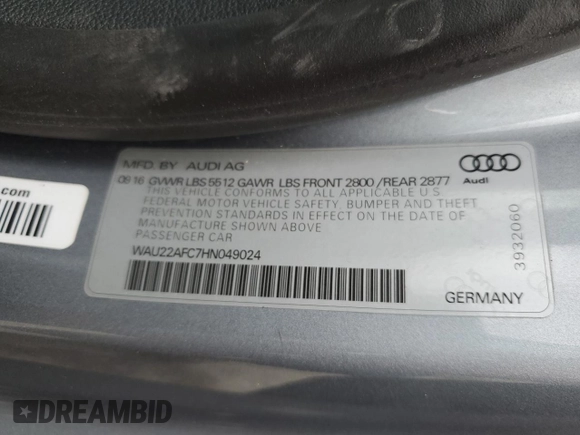 MFD. BY AUDI AG
08 16 GVWR LBS 5512 GAWR LBS FRONT 2800 / REAR 2877
THIS VEHICLE CONFORMS TO ALL APPLICABLE U.S.
FEDERAL MOTOR VEHICLE SAFETY, BUMPER AND THEFT
PREVENTION STANDARDS IN EFFECT ON THE DATE OF
MANUFACTURE SHOWN ABOVE
PASSENGER CAR
WAU22AFC7HN049024
Audi
3932060
GERMANY
.com
DREAMBID